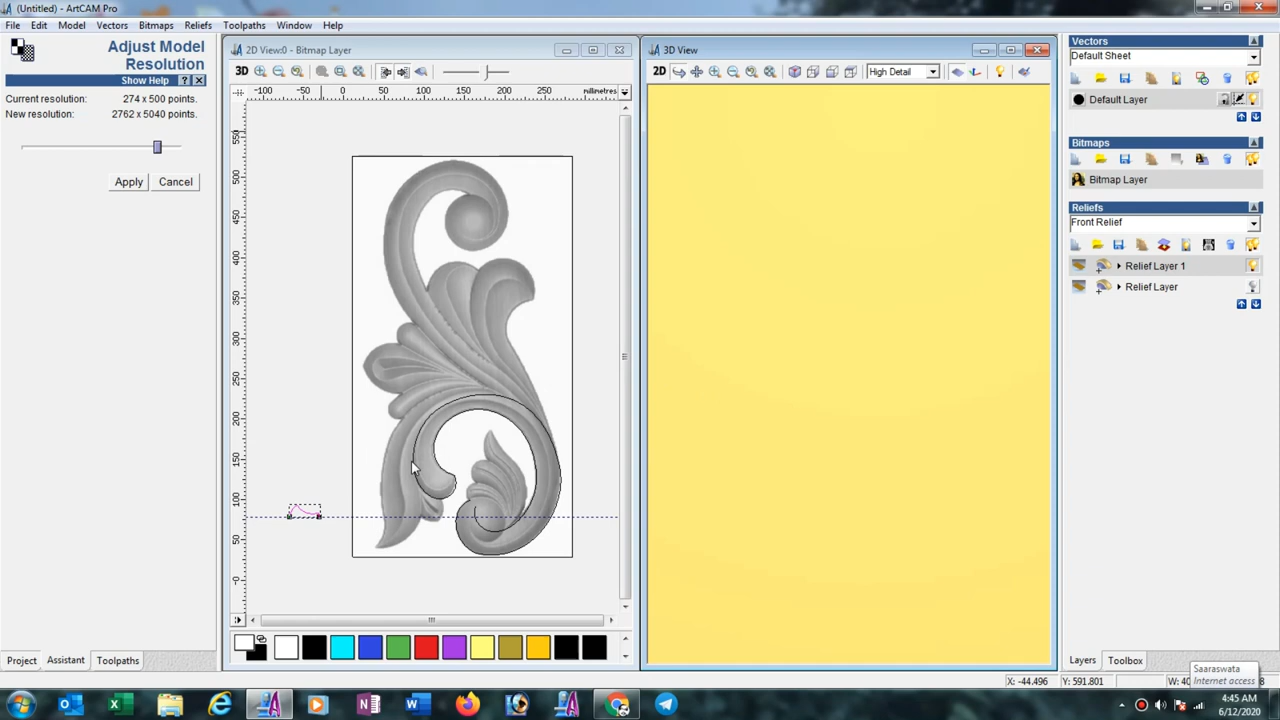 (Untitled) - ArtCAM Pro
File Edit Model Vectors Bitmaps Reliefs Toolpaths Window Help
Adjust Model
Resolution
Show Help ? X
Current resolution: 274 x 500 points.
New resolution: 2762 x 5040 points.
Apply Cancel
2D View:0 - Bitmap Layer
3D
-100 -50 0 50 100 150 200 250 millimetres
550
500
450
400
350
300
250
200
150
100
50
-0
3D View
2D High Detail
Vectors
Default Sheet
Default Layer
Bitmaps
Bitmap Layer
Reliefs
Front Relief
Relief Layer 1
Relief Layer
Project Assistant Toolpaths
Layers Toolbox
Saaraswata
Internet access
X: -44.496 Y: 591.801 W: 40 8
4:45 AM
6/12/2020